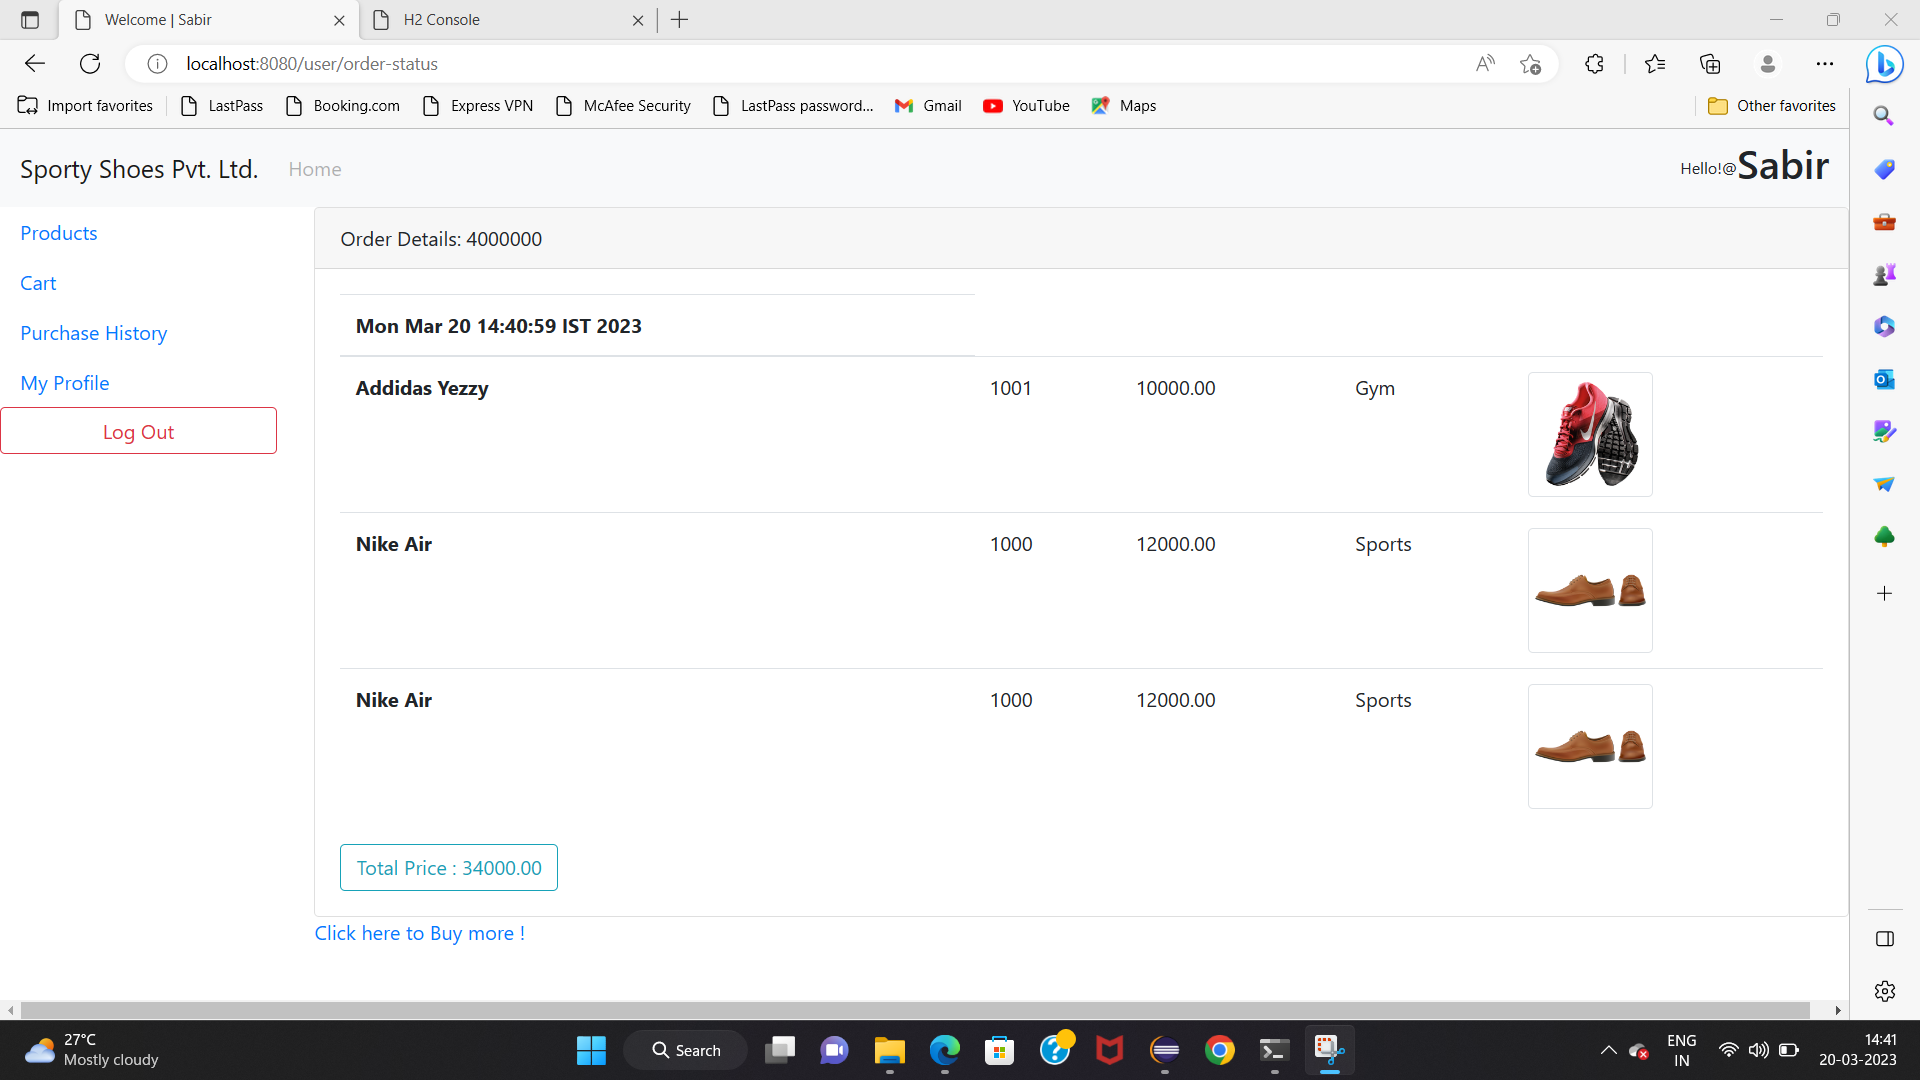 Welcome | Sabir
H2 Console
localhost:8080/user/order-status
Import favorites
LastPass
Booking.com
Express VPN
McAfee Security
LastPass password...
Gmail
YouTube
Maps
Other favorites
Sporty Shoes Pvt. Ltd.
Home
Hello!@Sabir
Products
Cart
Purchase History
My Profile
Log Out
Order Details: 4000000
Mon Mar 20 14:40:59 IST 2023
Addidas Yezzy 1001 10000.00 Gym
Nike Air 1000 12000.00 Sports
Nike Air 1000 12000.00 Sports
Total Price : 34000.00
Click here to Buy more !
27°C
Mostly cloudy
Search
ENG
IN
14:41
20-03-2023